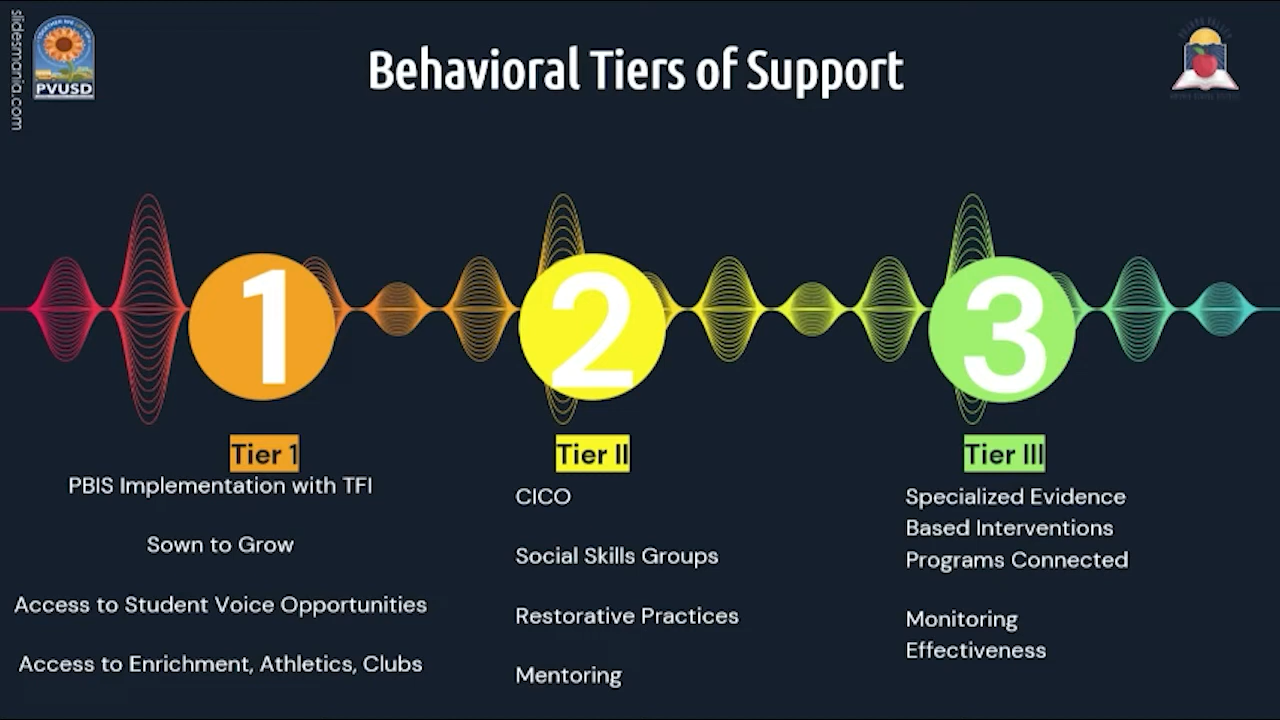 slidesmania.com
PVUSD
Behavioral Tiers of Support
1
2
3
Tier 1
PBIS Implementation with TFI
Sown to Grow
Access to Student Voice Opportunities
Access to Enrichment, Athletics, Clubs
Tier II
CICO
Social Skills Groups
Restorative Practices
Mentoring
Tier III
Specialized Evidence
Based Interventions
Programs Connected
Monitoring
Effectiveness